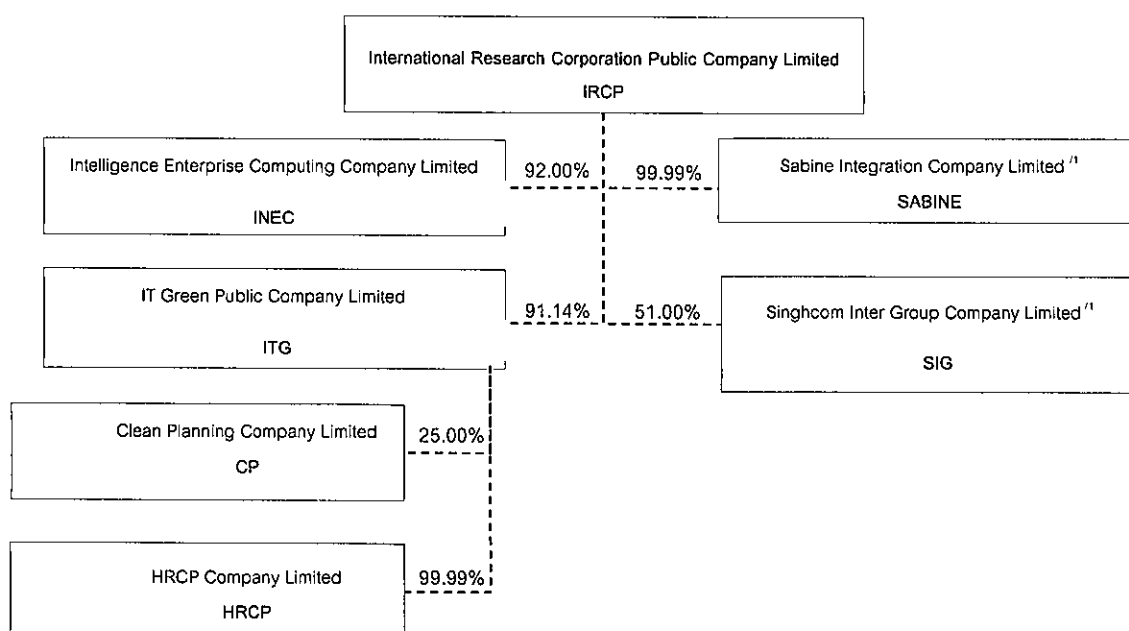 International Research Corporation Public Company Limited
IRCP
Intelligence Enterprise Computing Company Limited
INEC
92.00%
99.99%
Sabine Integration Company Limited /1
SABINE
IT Green Public Company Limited
ITG
91.14%
51.00%
Singhcom Inter Group Company Limited /1
SIG
Clean Planning Company Limited
CP
25.00%
HRCP Company Limited
HRCP
99.99%